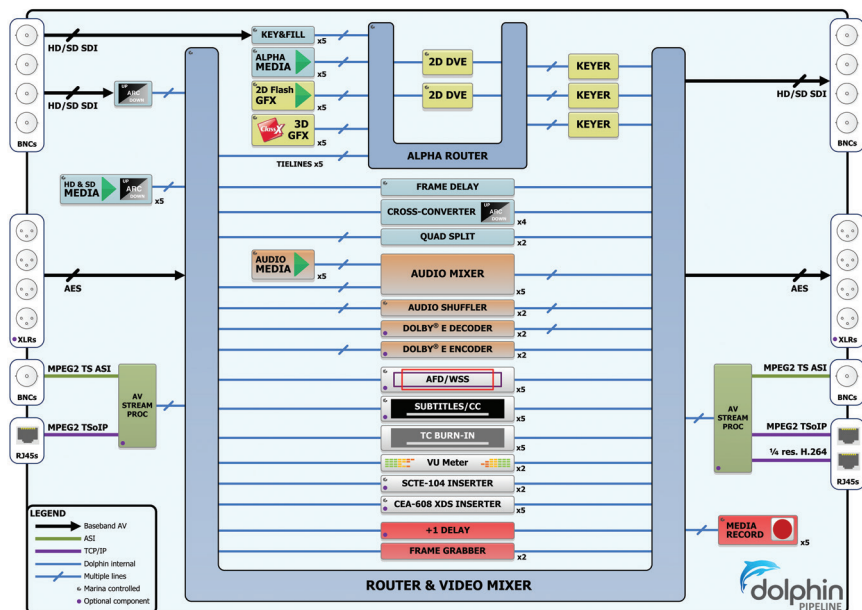 HD/SD SDI
HD/SD SDI
BNCs
UP
ARC
DOWN
HD & SD
MEDIA
UP
ARC
DOWN
x5
AES
XLRs
MPEG2 TS ASI
BNCs
AV
STREAM
PROC
MPEG2 TSoIP
RJ45s
KEY&FILL
x5
ALPHA
MEDIA
x5
2D Flash
GFX
x5
3D
GFX
x5
TIELINES x5
2D DVE
2D DVE
ALPHA ROUTER
KEYER
KEYER
KEYER
FRAME DELAY
CROSS-CONVERTER
UP
ARC
DOWN
x4
QUAD SPLIT
x2
AUDIO
MEDIA
x5
AUDIO MIXER
x5
AUDIO SHUFFLER
x2
DOLBY® E DECODER
x2
DOLBY® E ENCODER
x2
AFD/WSS
x5
SUBTITLES/CC
x5
TC BURN-IN
x5
VU Meter
x2
SCTE-104 INSERTER
x2
CEA-608 XDS INSERTER
x5
+1 DELAY
FRAME GRABBER
x2
ROUTER & VIDEO MIXER
HD/SD SDI
BNCs
AES
XLRs
MPEG2 TS ASI
BNCs
AV
STREAM
PROC
MPEG2 TSoIP
¼ res. H.264
RJ45s
MEDIA
RECORD
x5
LEGEND
Baseband AV
ASI
TCP/IP
Dolphin internal
Multiple lines
Marina controlled
Optional component
dolphin
PIPELINE